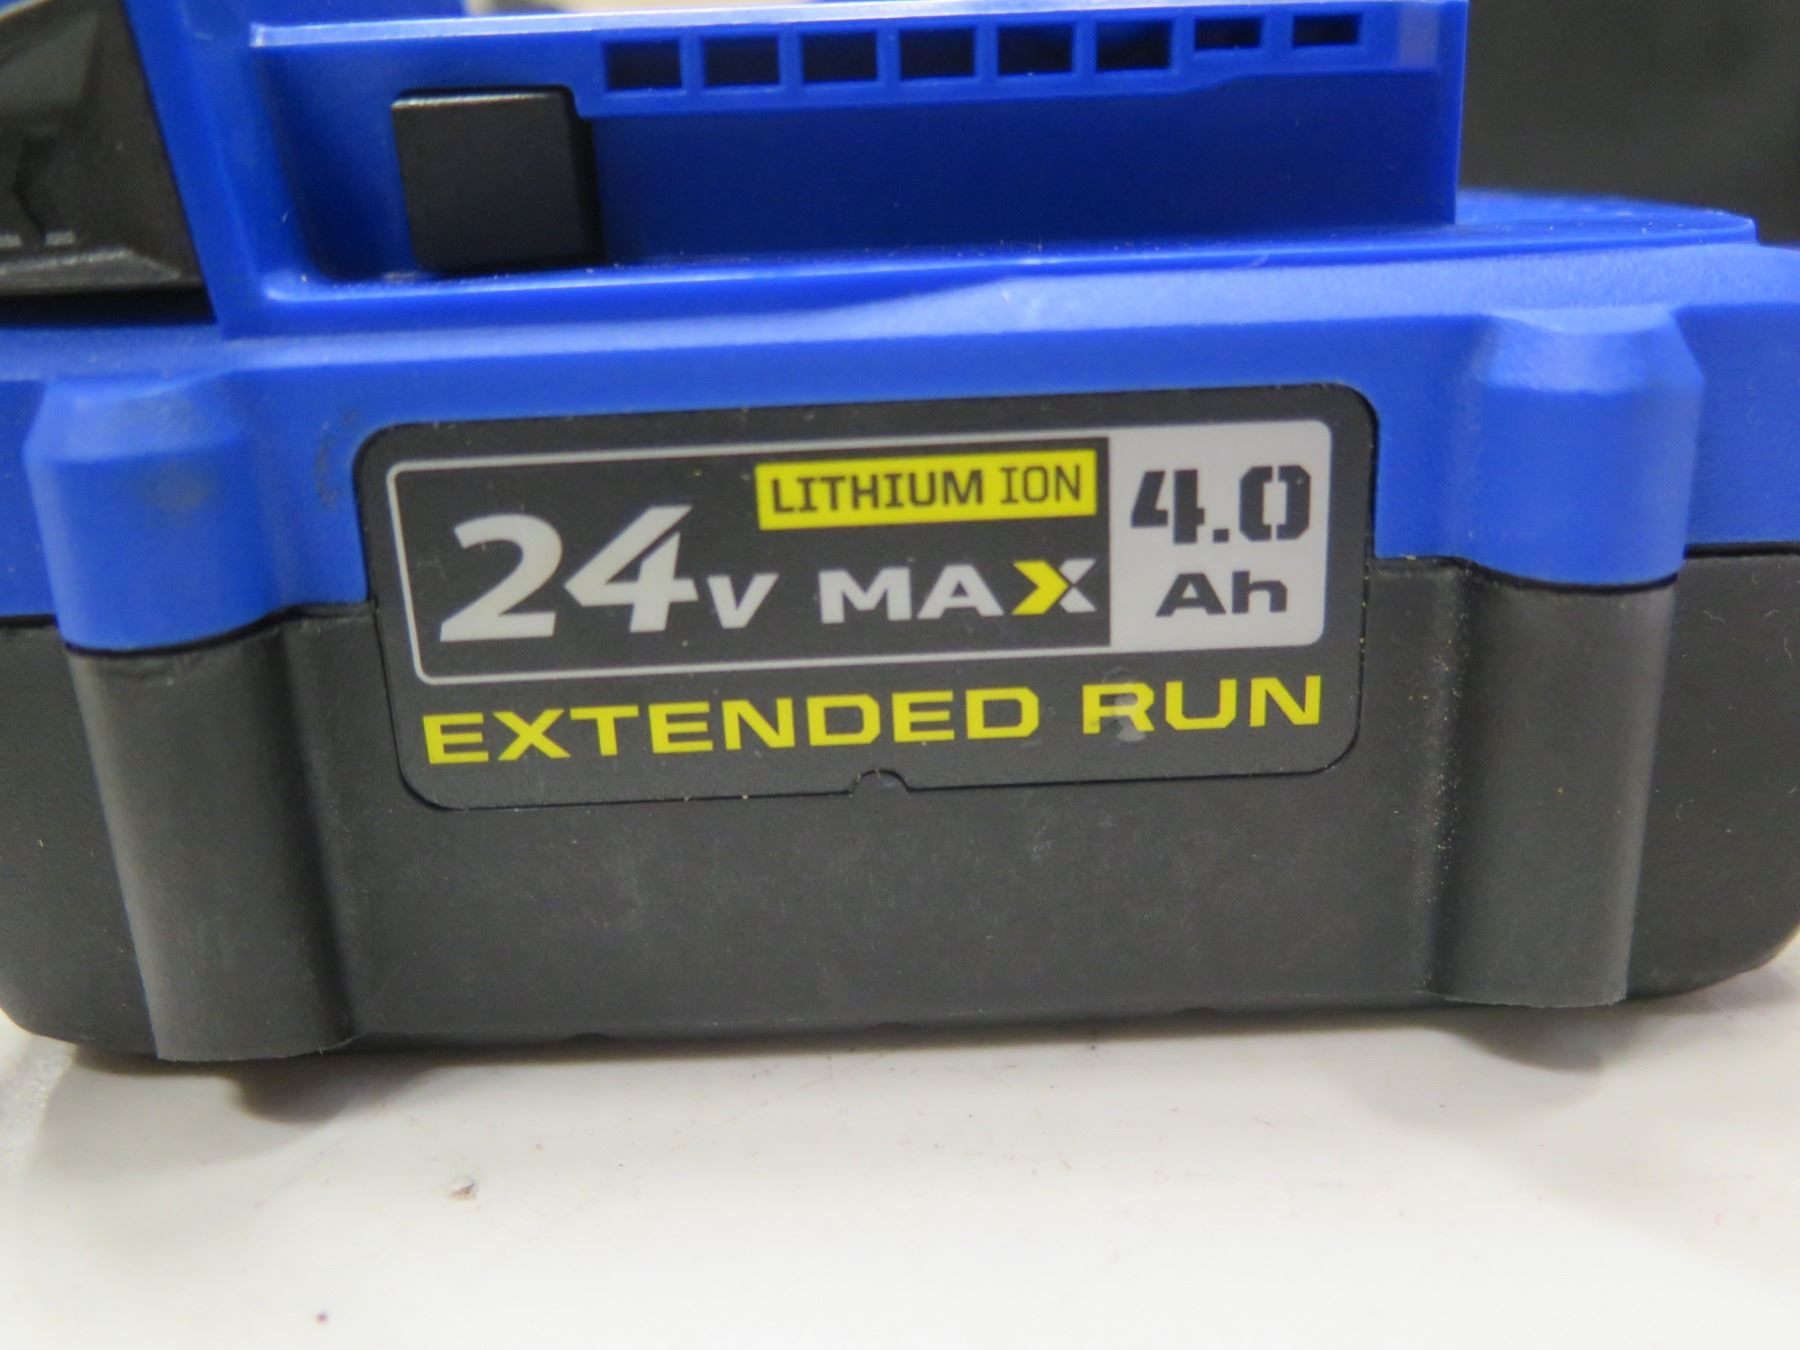 LITHIUM ION
24V MAX
4.0
Ah
EXTENDED RUN